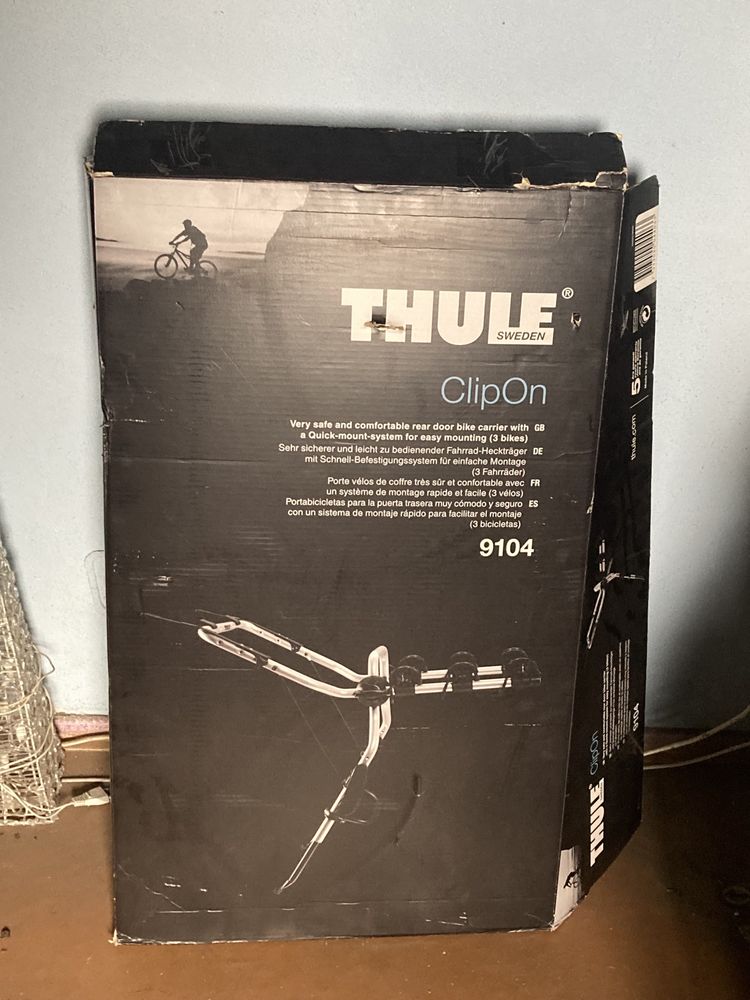 THULE®
SWEDEN
ClipOn
Very safe and comfortable rear door bike carrier with GB
a Quick-mount-system for easy mounting (3 bikes)
Sehr sicherer und leicht zu bedienender Fahrrad-Heckträger DE
mit Schnell-Befestigungssystem für einfache Montage
(3 Fahrräder)
Porte vélos de coffre très sûr et confortable avec FR
un système de montage rapide et facile (3 vélos)
Portabicicletas para la puerta trasera muy cómodo y seguro ES
con un sistema de montaje rápido para facilitar el montaje
(3 bicicletas)
9104
5
Made in Poland
thule.com
THULE
ClipOn
9104